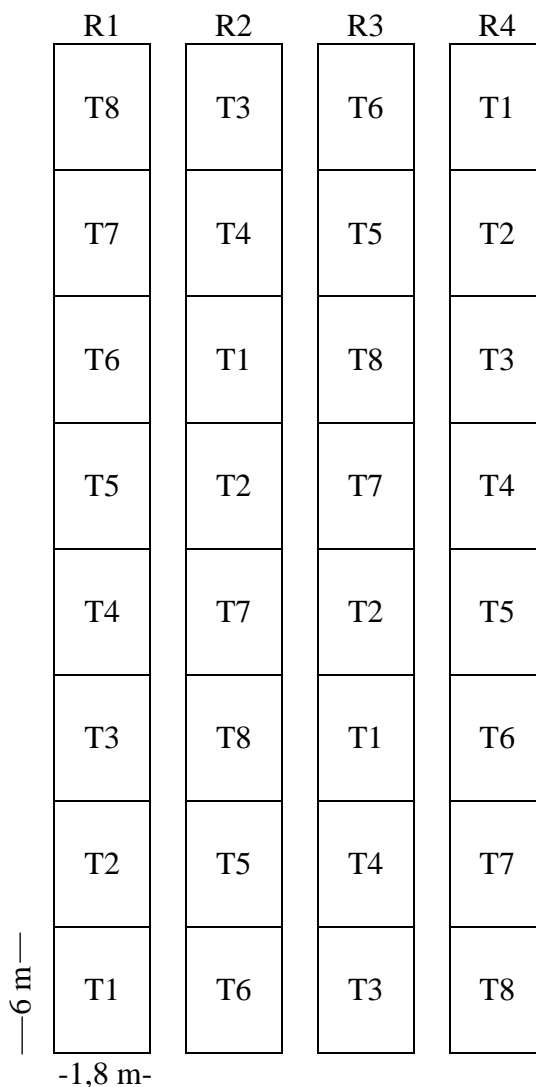 R1 R2 R3 R4
T8 T3 T6 T1
T7 T4 T5 T2
T6 T1 T8 T3
T5 T2 T7 T4
T4 T7 T2 T5
T3 T8 T1 T6
T2 T5 T4 T7
T1 T6 T3 T8
—6 m—
-1,8 m-